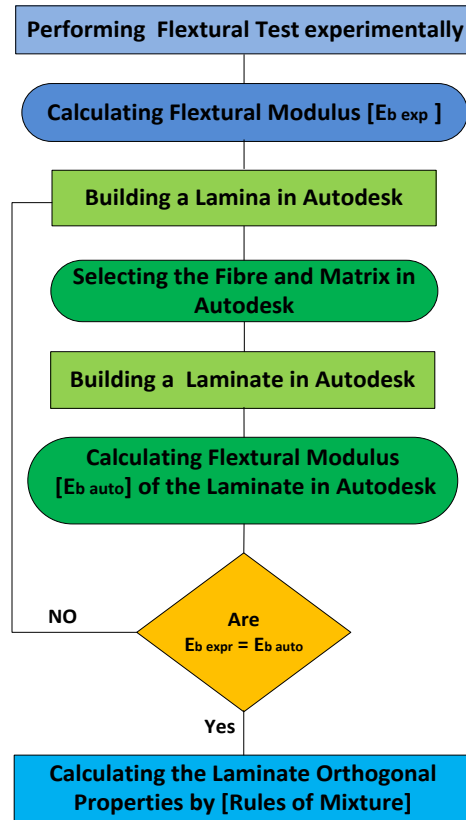 Performing Flextural Test experimentally
Calculating Flextural Modulus [Eb exp ]
Building a Lamina in Autodesk
Selecting the Fibre and Matrix in
Autodesk
Building a Laminate in Autodesk
Calculating Flextural Modulus
[Eb auto] of the Laminate in Autodesk
NO
Are
Eb expr = Eb auto
Yes
Calculating the Laminate Orthogonal
Properties by [Rules of Mixture]